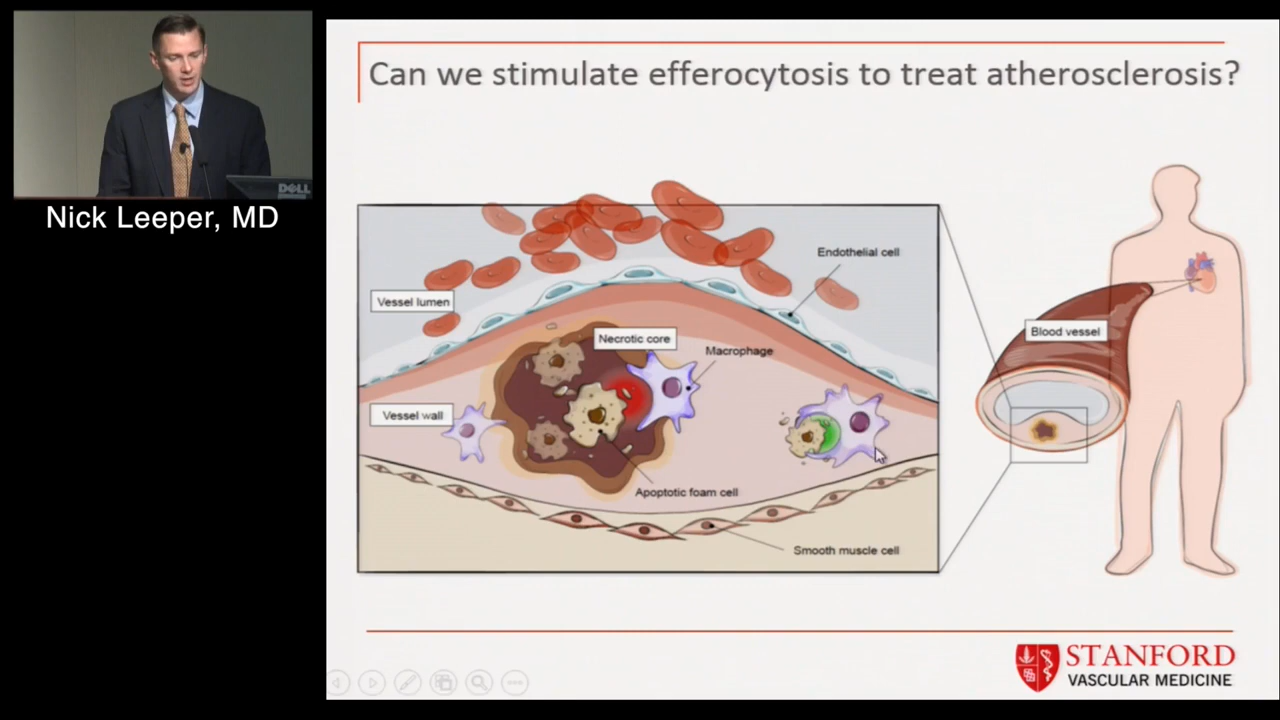 DELL
Nick Leeper, MD
Can we stimulate efferocytosis to treat atherosclerosis?
Endothelial cell
Vessel lumen
Blood vessel
Necrotic core
Macrophage
Vessel wall
Apoptotic foam cell
Smooth muscle cell
STANFORD
VASCULAR MEDICINE